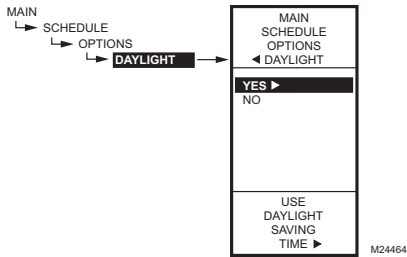 MAIN
SCHEDULE
OPTIONS
DAYLIGHT
MAIN
SCHEDULE
OPTIONS
◄ DAYLIGHT
YES ►
NO
USE
DAYLIGHT
SAVING
TIME ►
M24464